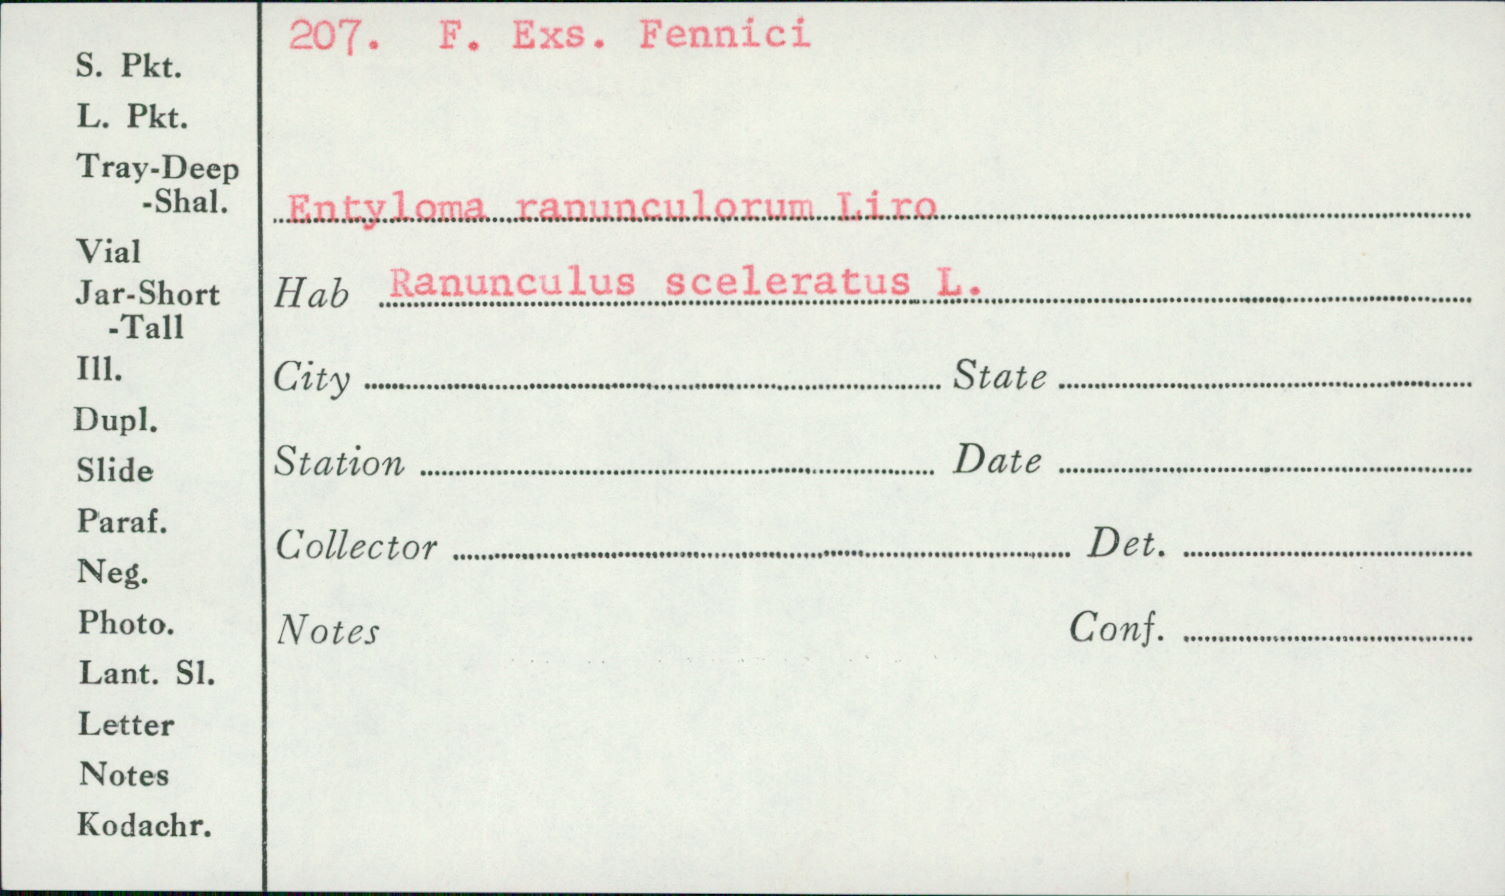 207. F. Exs. Fennici
S. Pkt.
L. Pkt.
Tray-Deep
-Shal.
Entyloma ranunculorum Liro
Vial
Jar-Short
-Tall
Hab Ranunculus sceleratus L.
Ill.
City State
Dupl.
Slide
Station Date
Paraf.
Collector Det.
Neg.
Photo.
Notes Conf.
Lant. Sl.
Letter
Notes
Kodachr.